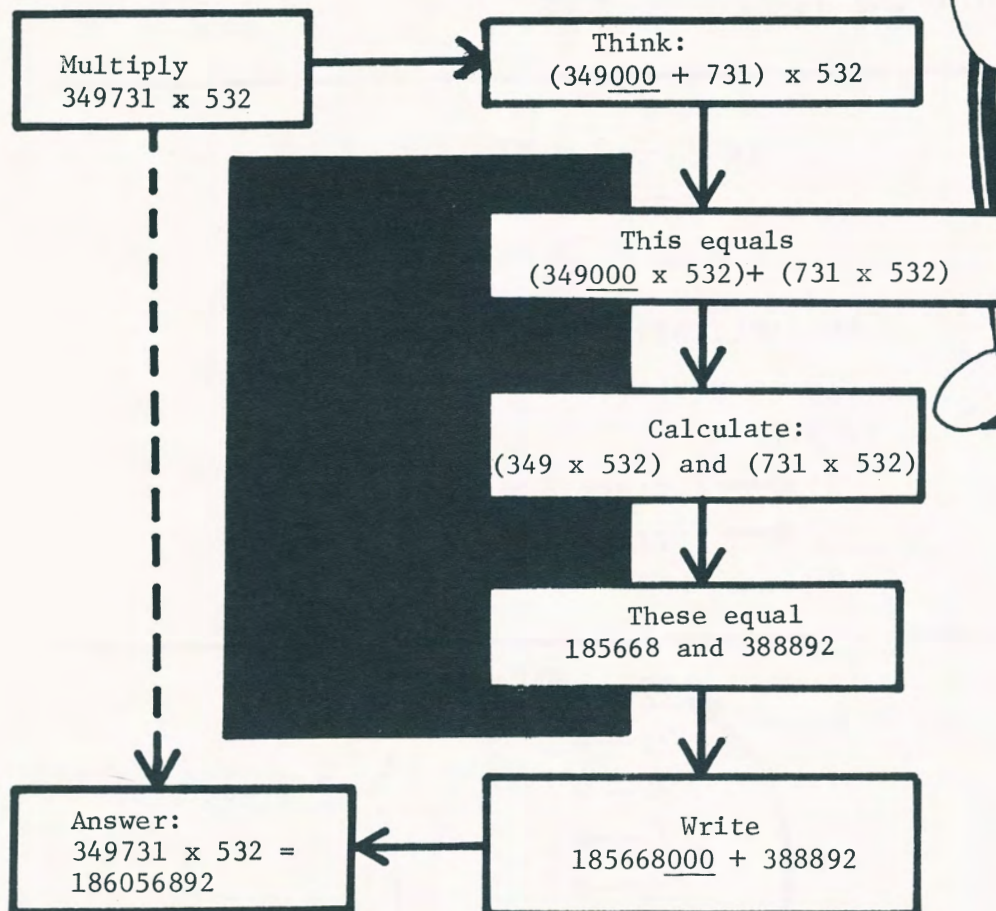 Multiply
349731 x 532
Think:
(349000 + 731) x 532
This equals
(349000 x 532)+ (731 x 532)
Calculate:
(349 x 532) and (731 x 532)
These equal
185668 and 388892
Write
185668000 + 388892
Answer:
349731 x 532 =
186056892